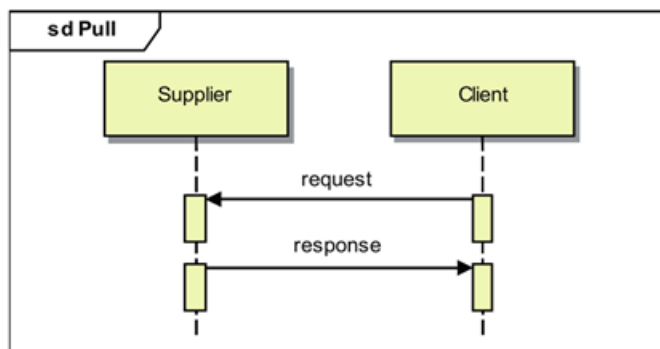 sd Pull
Supplier
Client
request
response